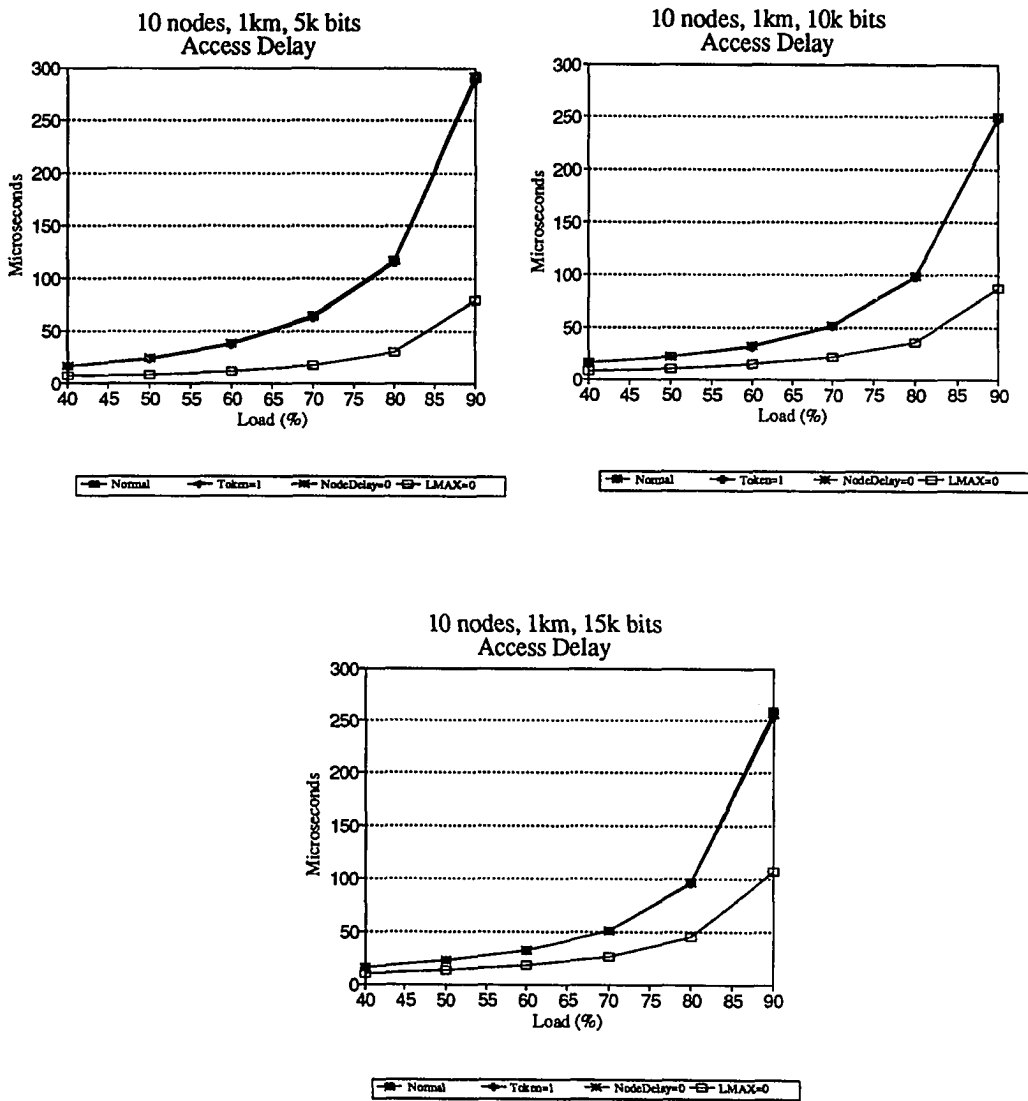 10 nodes, 1km, 5k bits
Access Delay
300
250
200
150
100
50
0
Microseconds
40 45 50 55 60 65 70 75 80 85 90
Load (%)
Normal Token=1 NodeDelay=0 LMAX=0
10 nodes, 1km, 10k bits
Access Delay
300
250
200
150
100
50
0
Microseconds
40 45 50 55 60 65 70 75 80 85 90
Load (%)
Normal Token=1 NodeDelay=0 LMAX=0
10 nodes, 1km, 15k bits
Access Delay
300
250
200
150
100
50
0
Microseconds
40 45 50 55 60 65 70 75 80 85 90
Load (%)
Normal Token=1 NodeDelay=0 LMAX=0